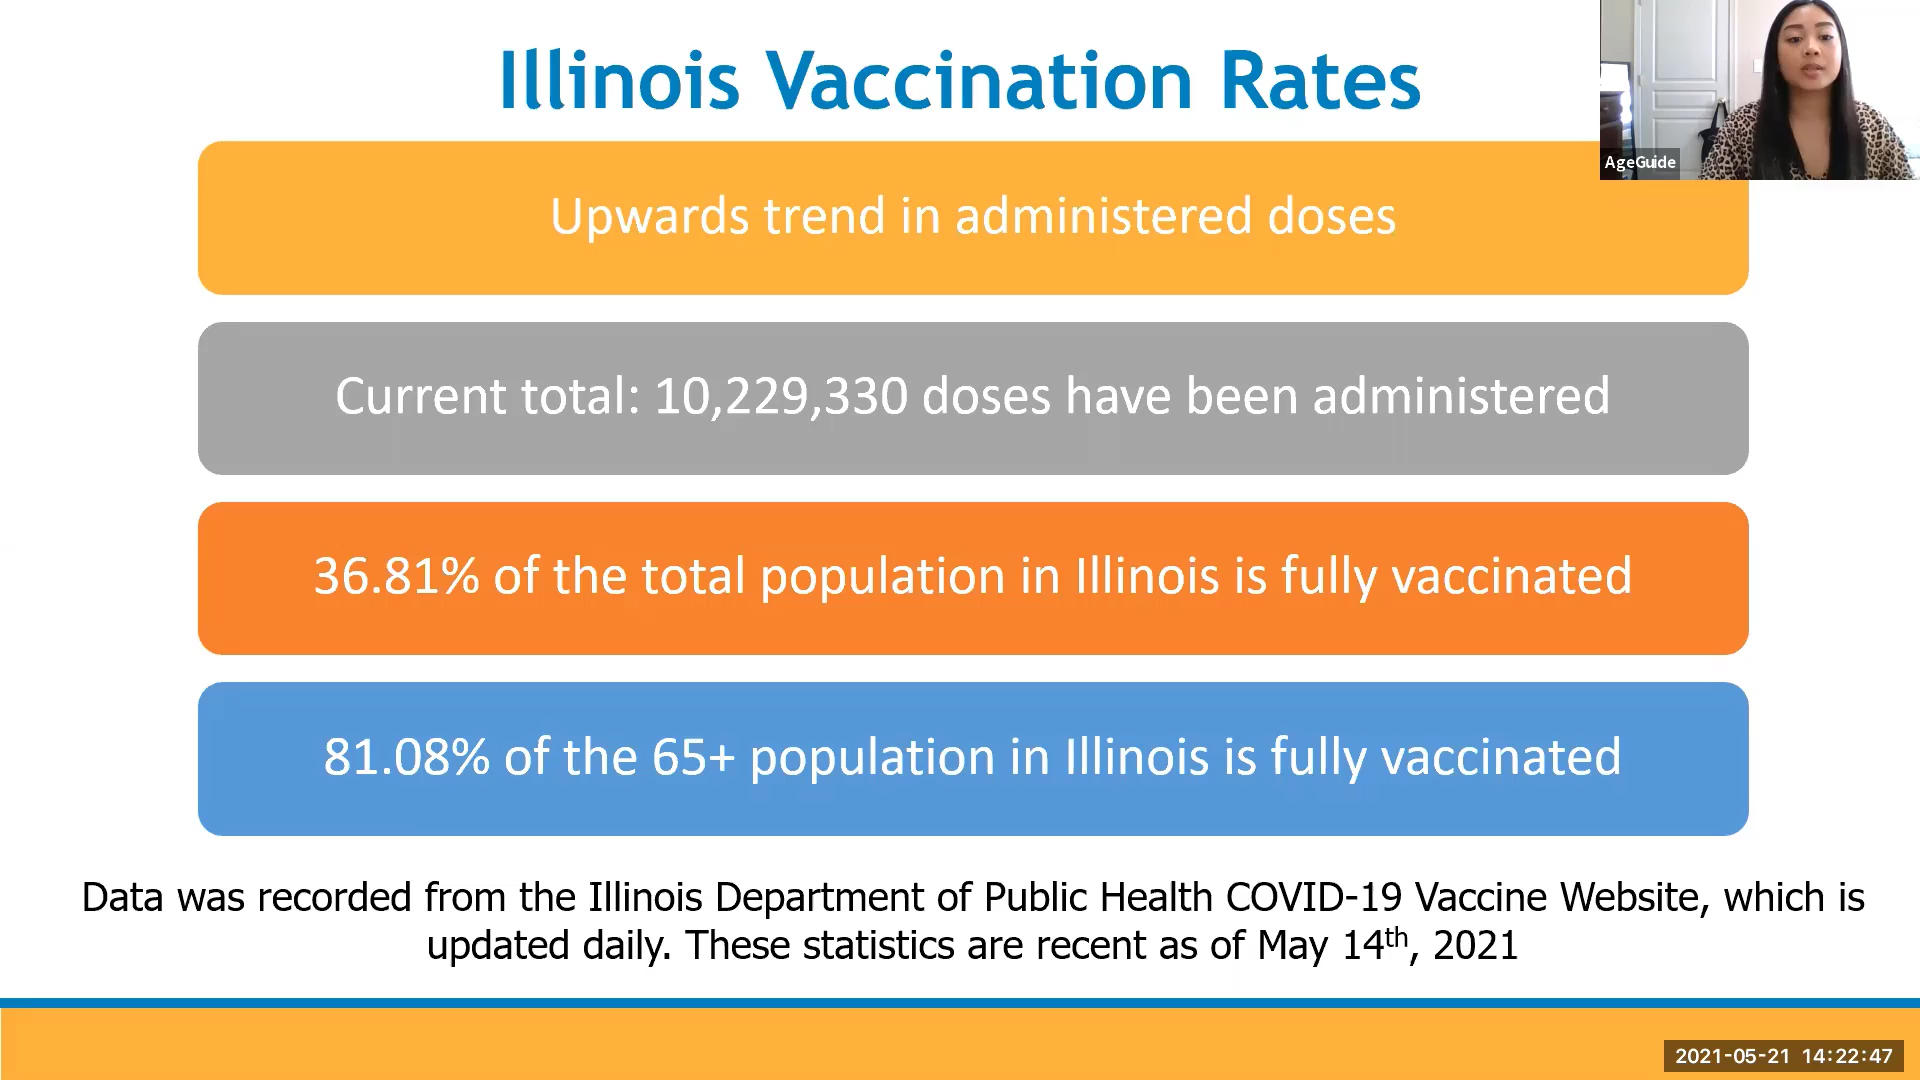 Illinois Vaccination Rates
AgeGuide
Upwards trend in administered doses
Current total: 10,229,330 doses have been administered
36.81% of the total population in Illinois is fully vaccinated
81.08% of the 65+ population in Illinois is fully vaccinated
Data was recorded from the Illinois Department of Public Health COVID-19 Vaccine Website, which is
updated daily. These statistics are recent as of May 14th, 2021
2021-05-21 14:22:47